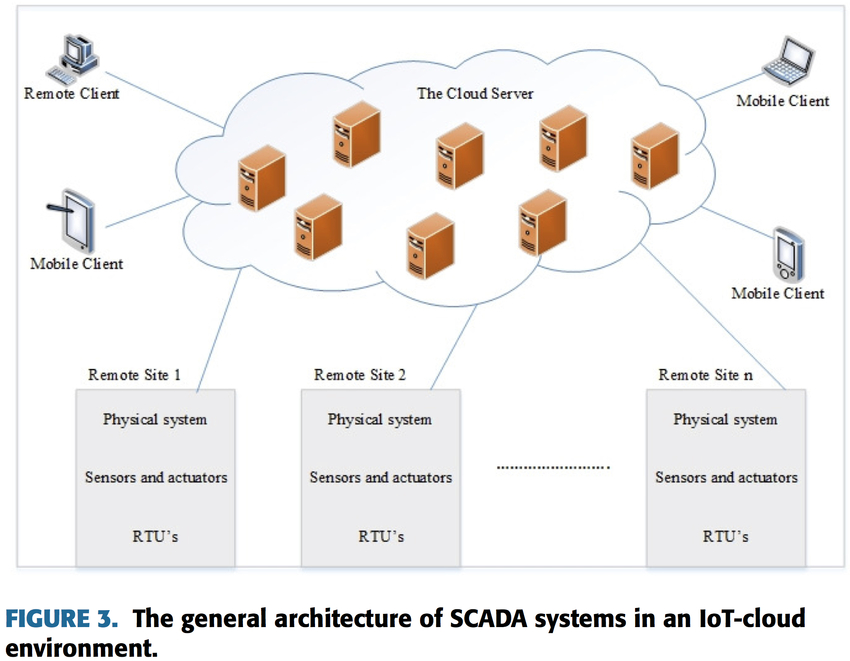 The Cloud Server
Remote Client
Mobile Client
Mobile Client
Mobile Client
Remote Site 1
Physical system
Sensors and actuators
RTU's
Remote Site 2
Physical system
Sensors and actuators
RTU's
................................
Remote Site n
Physical system
Sensors and actuators
RTU's
FIGURE 3. The general architecture of SCADA systems in an IoT-cloud
environment.